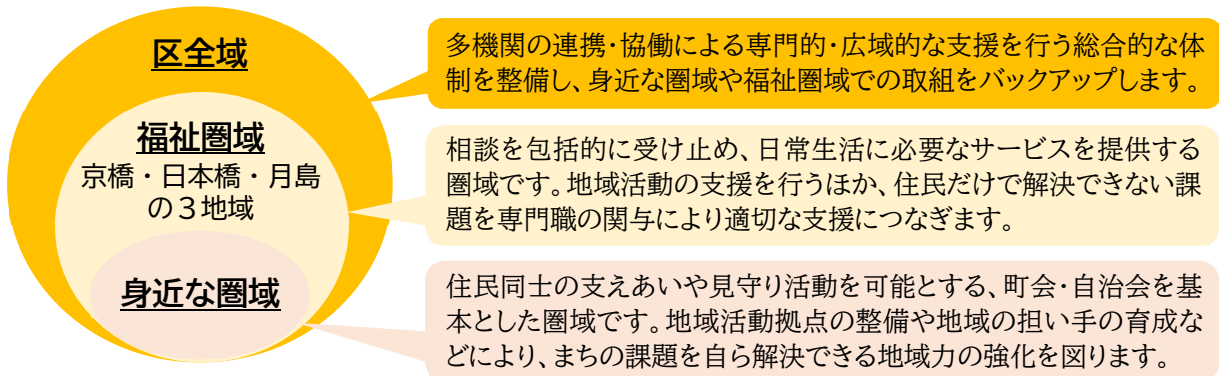 区全域
多機関の連携・協働による専門的・広域的な支援を行う総合的な体
制を整備し、身近な圏域や福祉圏域での取組をバックアップします。
福祉圏域
京橋・日本橋・月島
の３地域
相談を包括的に受け止め、日常生活に必要なサービスを提供する
圏域です。地域活動の支援を行うほか、住民だけで解決できない課
題を専門職の関与により適切な支援につなぎます。
身近な圏域
住民同士の支えあいや見守り活動を可能とする、町会・自治会を基
本とした圏域です。地域活動拠点の整備や地域の担い手の育成な
どにより、まちの課題を自ら解決できる地域力の強化を図ります。